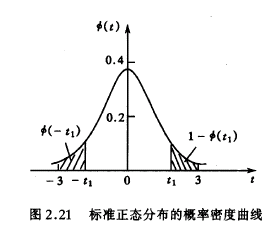 ϕ(t)
0.4
0.2
ϕ(-t₁)
1-ϕ(t₁)
-3 -t₁ 0 t₁ 3 t
图 2.21 标准正态分布的概率密度曲线